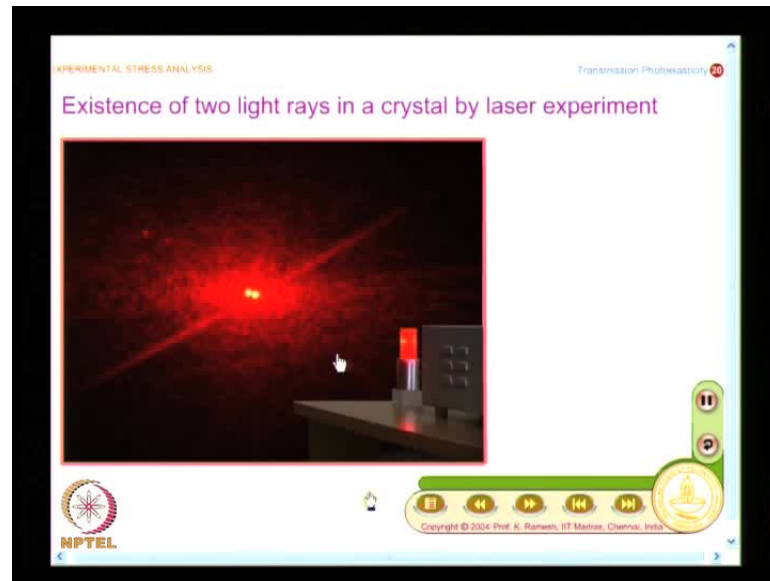 EXPERIMENTAL STRESS ANALYSIS
Transmission Photoelasticity 20
Existence of two light rays in a crystal by laser experiment
Copyright © 2004 Prof. K. Ramesh, IIT Madras, Chennai, India
NPTEL